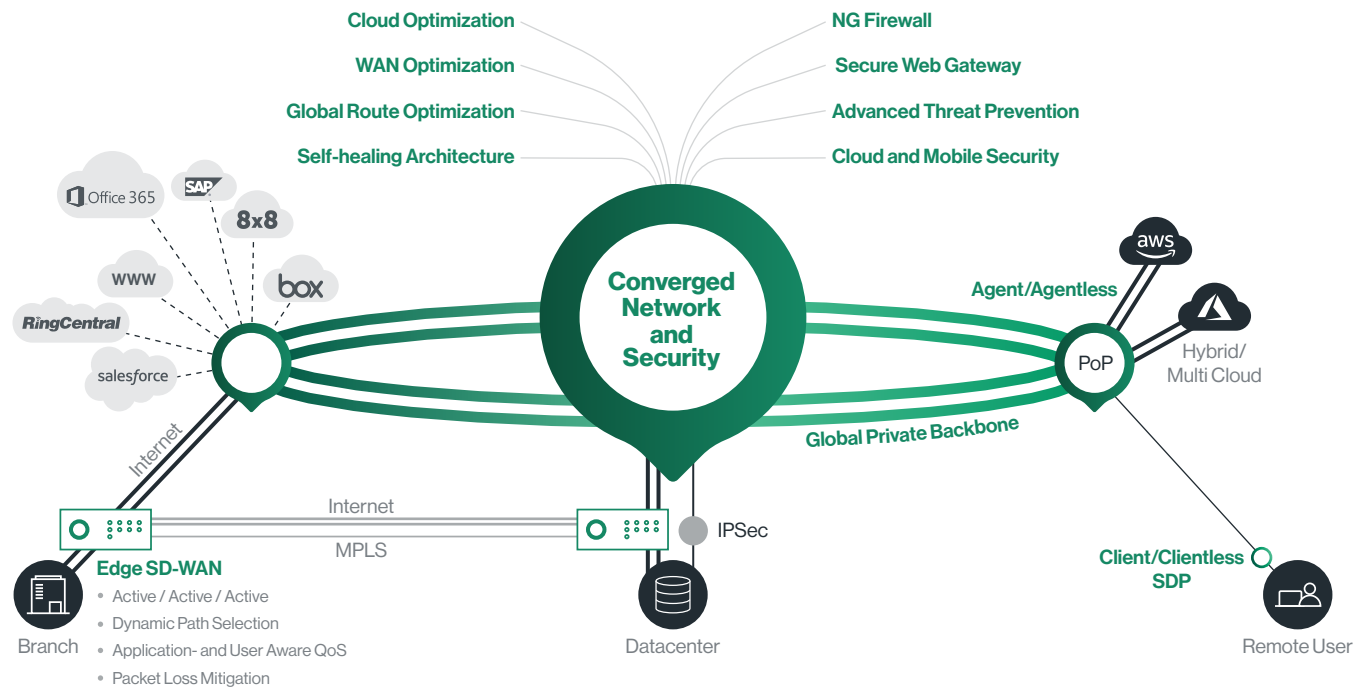 Cloud Optimization
WAN Optimization
Global Route Optimization
Self-healing Architecture
NG Firewall
Secure Web Gateway
Advanced Threat Prevention
Cloud and Mobile Security
Office 365
SAP
8x8
www
box
RingCentral
salesforce
Converged
Network
and
Security
aws
Agent/Agentless
PoP
Hybrid/
Multi Cloud
Global Private Backbone
Internet
Internet
MPLS
IPSec
Edge SD-WAN
• Active / Active / Active
• Dynamic Path Selection
• Application- and User Aware QoS
• Packet Loss Mitigation
Branch
Datacenter
Client/Clientless
SDP
Remote User